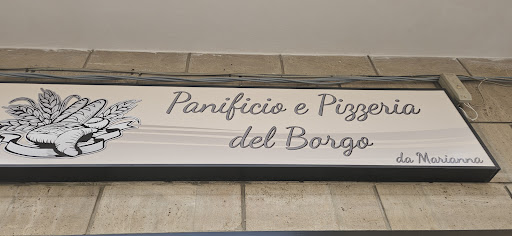 Panificio e Pizzeria
del Borgo
da Marianna